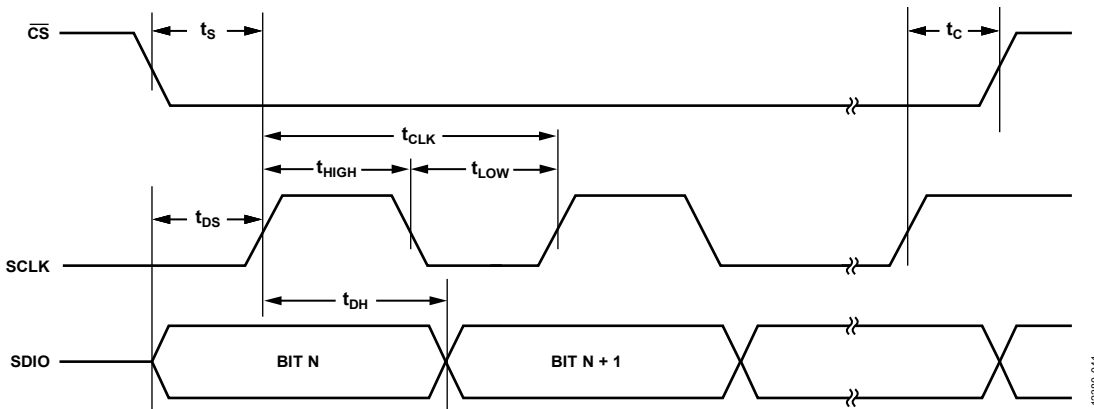 CS
tS
tC
tCLK
tHIGH
tLOW
tDS
SCLK
tDH
SDIO
BIT N
BIT N + 1